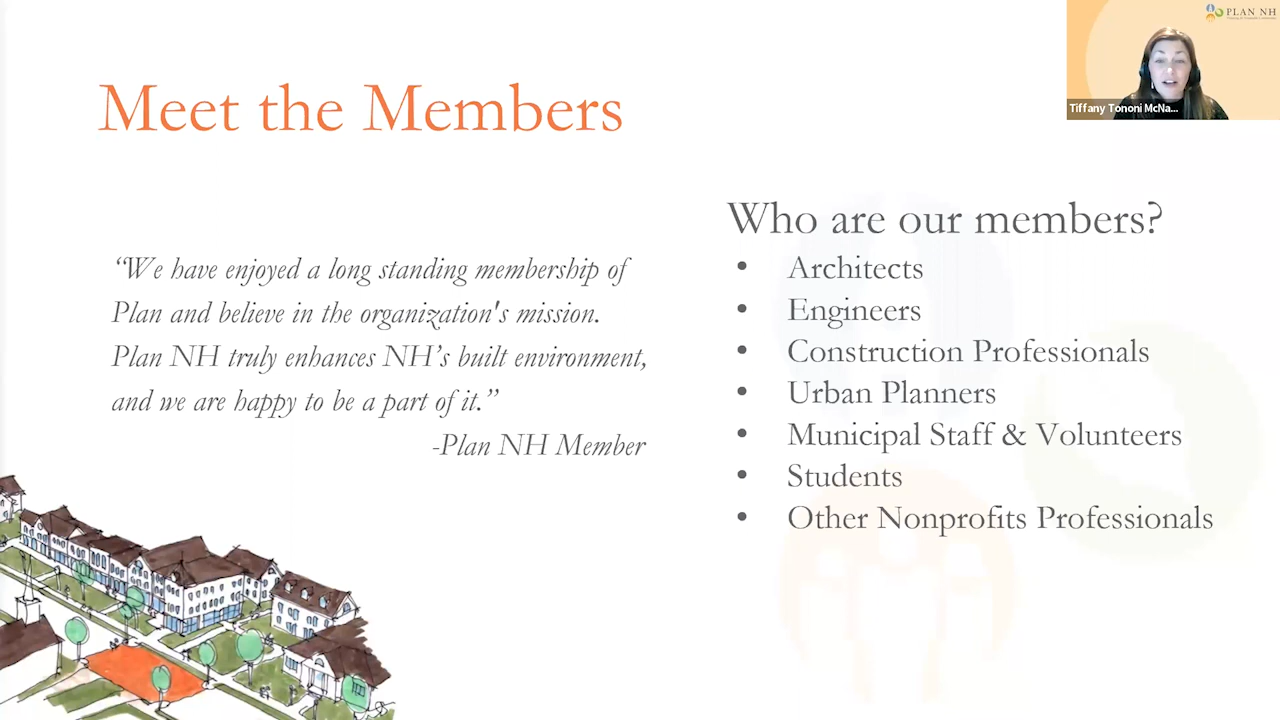 PLAN NH
Tiffany Tononi McNa...
Meet the Members
“We have enjoyed a long standing membership of
Plan and believe in the organization's mission.
Plan NH truly enhances NH’s built environment,
and we are happy to be a part of it.”
-Plan NH Member
Who are our members?
• Architects
• Engineers
• Construction Professionals
• Urban Planners
• Municipal Staff & Volunteers
• Students
• Other Nonprofits Professionals